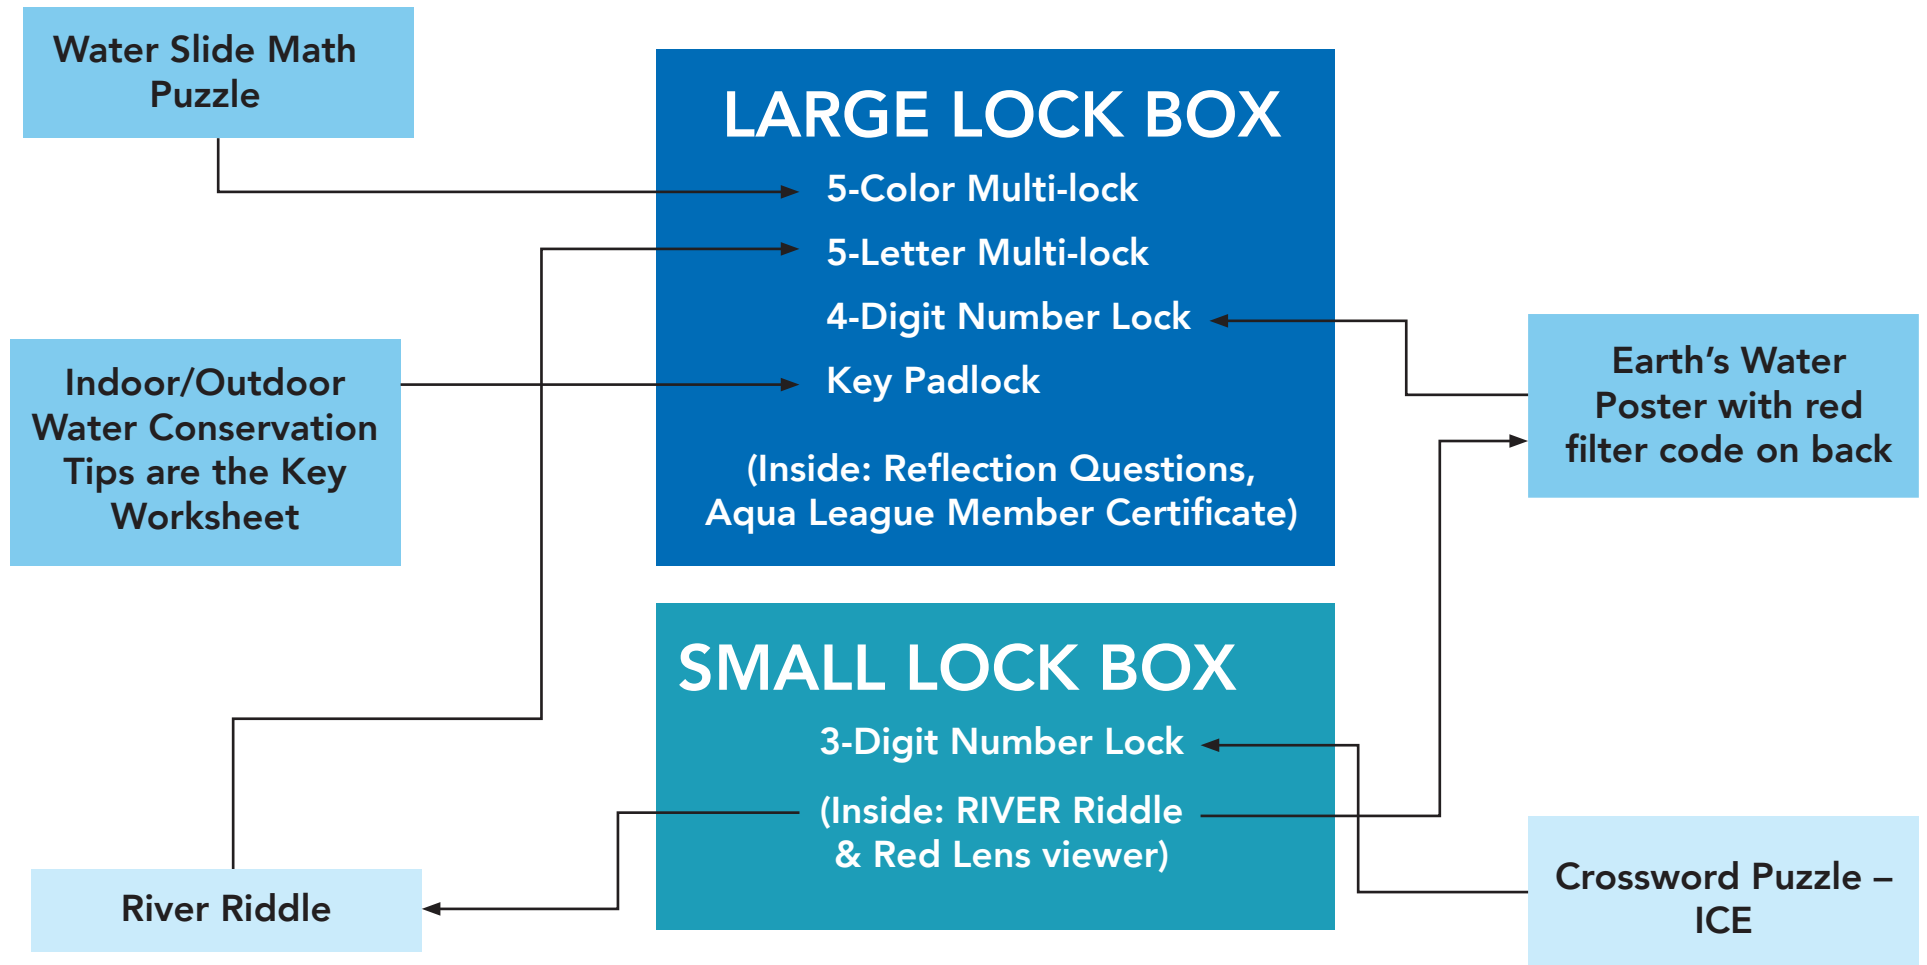 Water Slide Math
Puzzle
LARGE LOCK BOX
5-Color Multi-lock
5-Letter Multi-lock
4-Digit Number Lock
Key Padlock
(Inside: Reflection Questions,
Aqua League Member Certificate)
Indoor/Outdoor
Water Conservation
Tips are the Key
Worksheet
Earth’s Water
Poster with red
filter code on back
SMALL LOCK BOX
3-Digit Number Lock
(Inside: RIVER Riddle
& Red Lens viewer)
River Riddle
Crossword Puzzle –
ICE